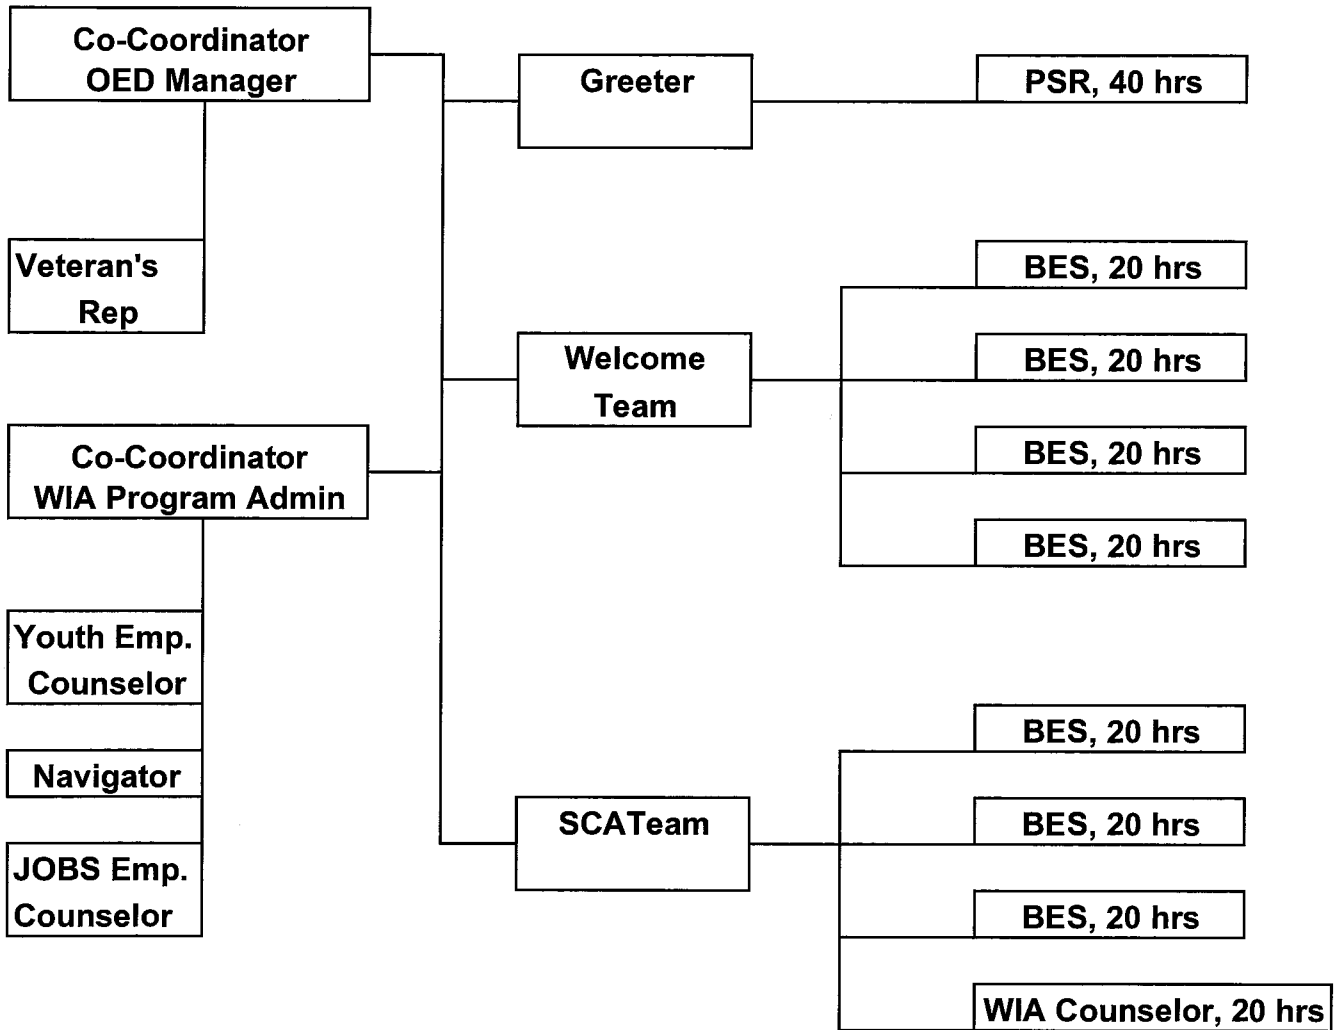 Co-Coordinator
OED Manager
Greeter
PSR, 40 hrs
Veteran's
Rep
BES, 20 hrs
Welcome
Team
BES, 20 hrs
BES, 20 hrs
BES, 20 hrs
Co-Coordinator
WIA Program Admin
Youth Emp.
Counselor
Navigator
JOBS Emp.
Counselor
SCATeam
BES, 20 hrs
BES, 20 hrs
BES, 20 hrs
WIA Counselor, 20 hrs